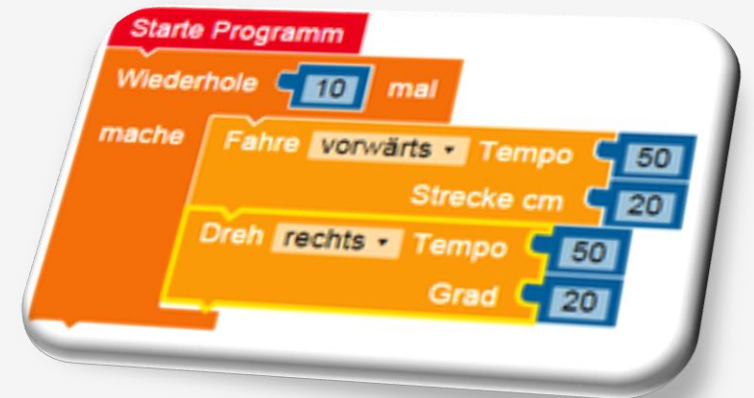 Starte Programm
Wiederhole 10 mal
mache
Fahre vorwärts Tempo 50
Strecke cm 20
Dreh rechts Tempo 50
Grad 20